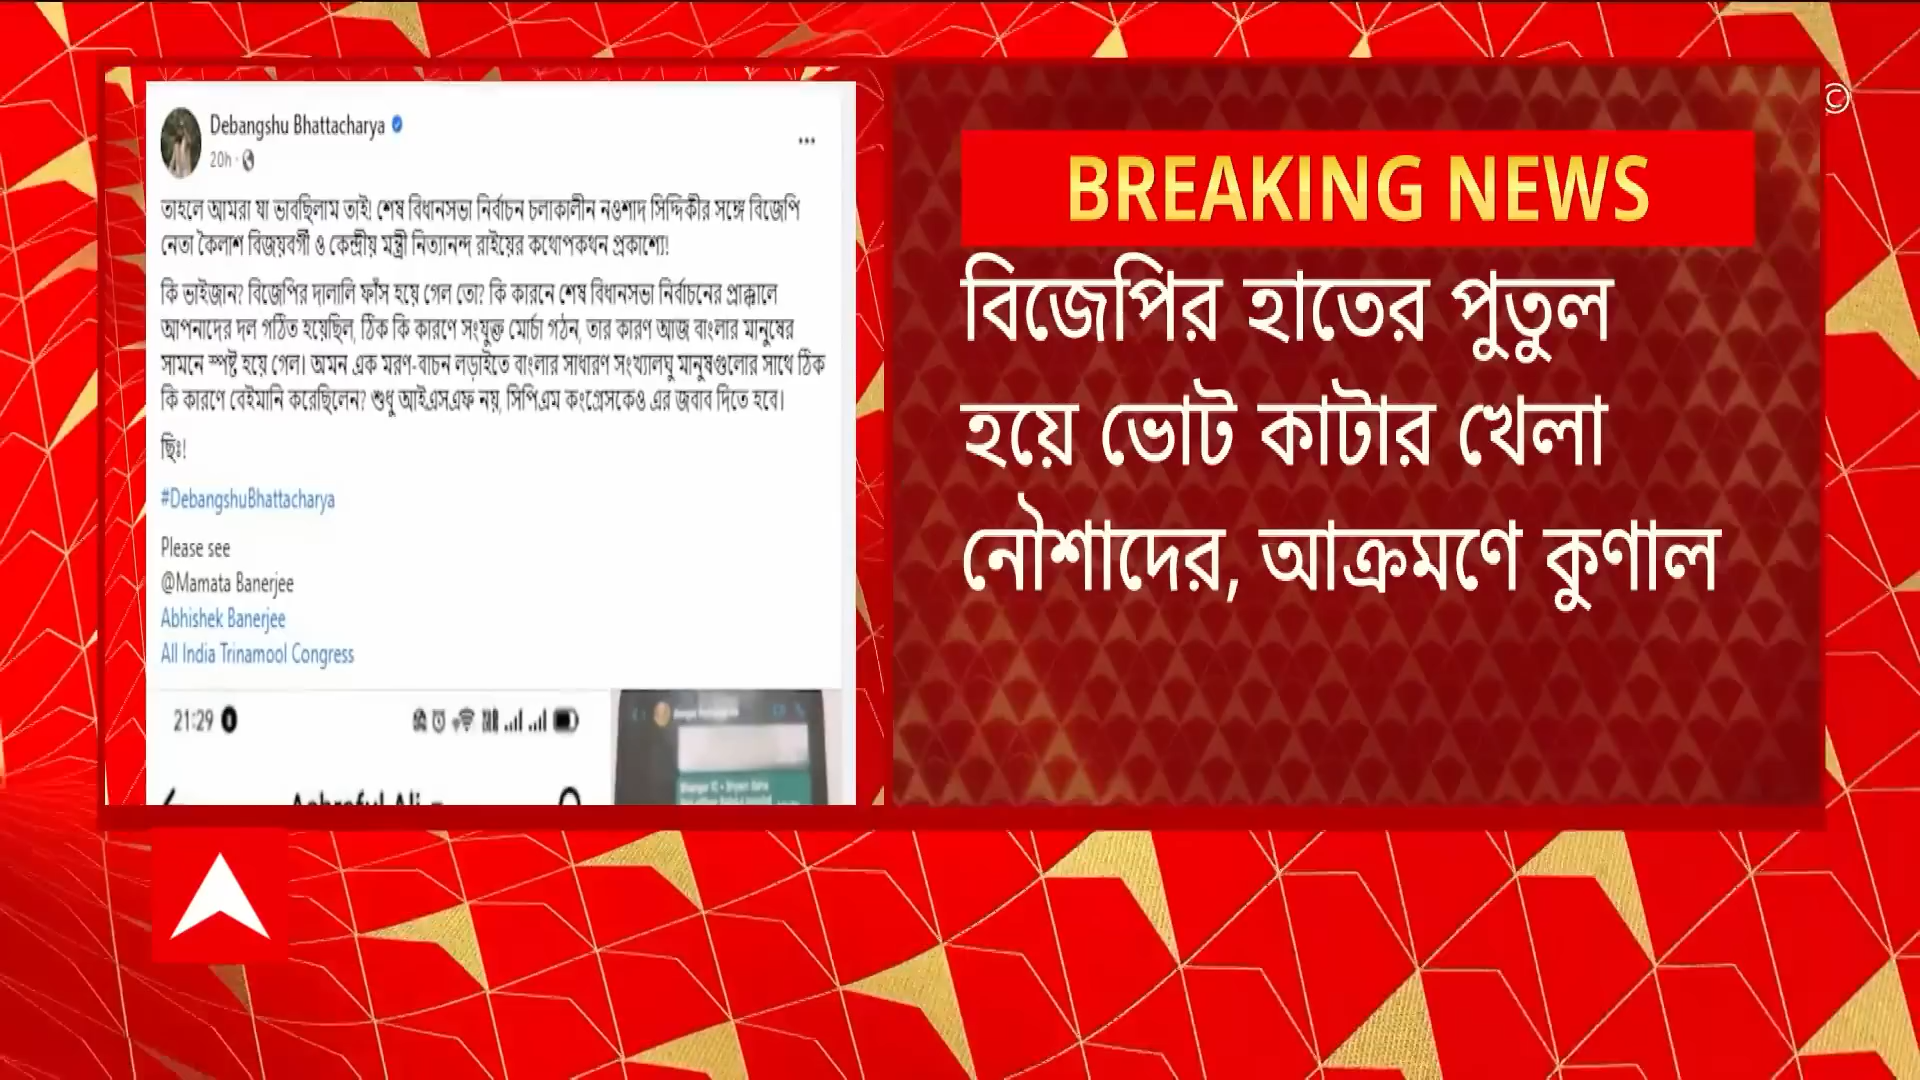 Debangshu Bhattacharya
20h
তাহলে আমরা যা ভাবছিলাম তাই! শেষ বিধানসভা নির্বাচন চলাকালীন নওশাদ সিদ্দিকীর সঙ্গে বিজেপি
নেতা কৈলাশ বিজয়বর্গী ও কেন্দ্রীয় মন্ত্রী নিত্যানন্দ রাইয়ের কথোপকথন প্রকাশ্যে!
কি ভাইজান? বিজেপির দালালি ফাঁস হয়ে গেল তো? কি কারনে শেষ বিধানসভা নির্বাচনের প্রাক্কালে
আপনাদের দল গঠিত হয়েছিল, ঠিক কি কারণে সংযুক্ত মোর্চা গঠন, তার কারণ আজ বাংলার মানুষের
সামনে স্পষ্ট হয়ে গেল। অমন এক মরণ-বাচন লড়াইতে বাংলার সাধারণ সংখ্যালঘু মানুষগুলোর সাথে ঠিক
কি কারণে বেইমানি করেছিলেন? শুধু আইএসএফ নয়, সিপিএম কংগ্রেসকেও এর জবাব দিতে হবে।
ছিঃ!
#DebangshuBhattacharya
Please see
@Mamata Banerjee
Abhishek Banerjee
All India Trinamool Congress
21:29
Ashraful Ali
©
BREAKING NEWS
বিজেপির হাতের পুতুল
হয়ে ভোট কাটার খেলা
নৌশাদের, আক্রমণে কুণাল